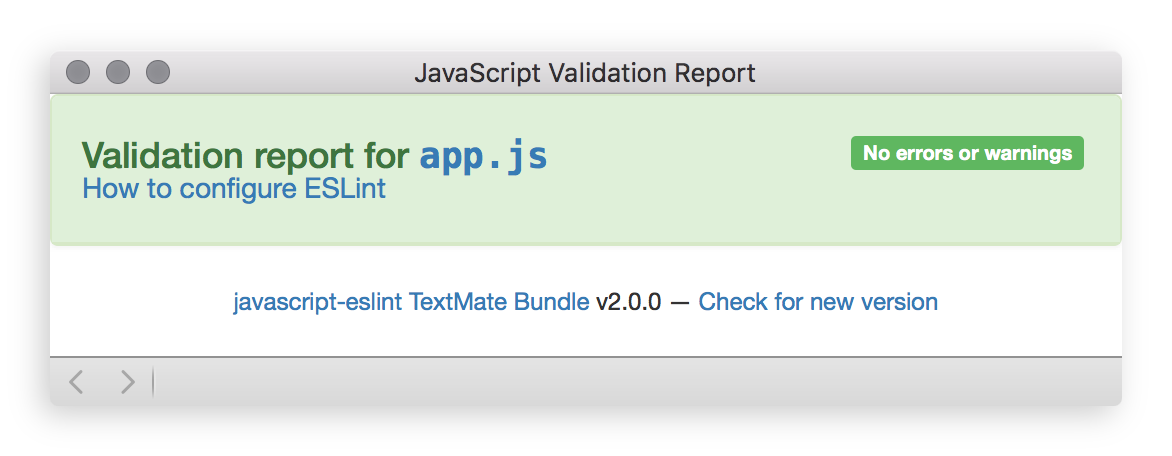 JavaScript Validation Report
Validation report for app.js
No errors or warnings
How to configure ESLint
javascript-eslint TextMate Bundle v2.0.0 — Check for new version